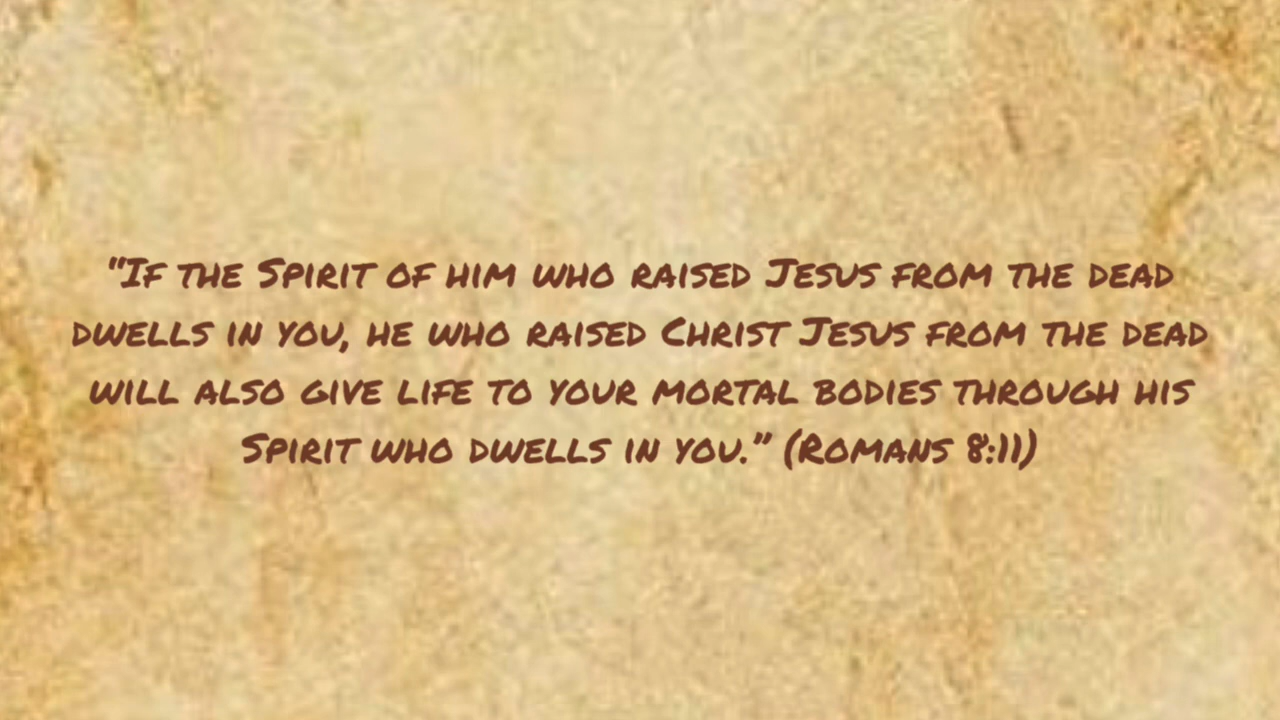 "If the Spirit of him who raised Jesus from the dead
dwells in you, he who raised Christ Jesus from the dead
will also give life to your mortal bodies through his
Spirit who dwells in you.” (Romans 8:11)